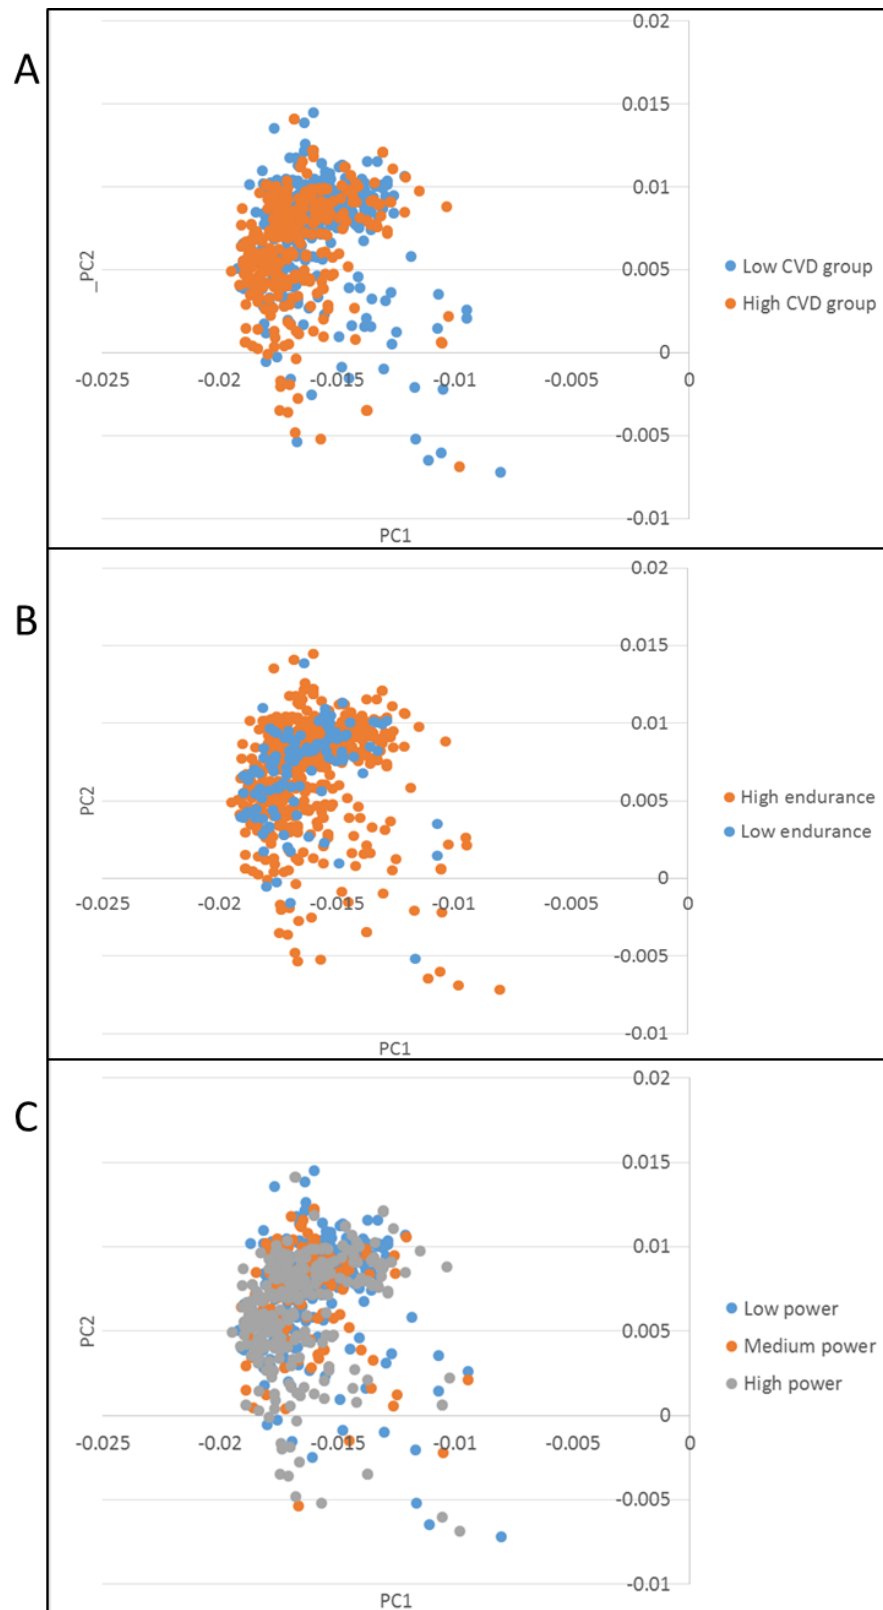 A
0.02
0.015
0.01
0.005
0
-0.025 -0.02 -0.015 -0.01 -0.005 0
-0.005
-0.01
_PC2
PC1
Low CVD group
High CVD group
B
0.02
0.015
0.01
0.005
0
-0.025 -0.02 -0.015 -0.01 -0.005 0
-0.005
-0.01
PC2
PC1
High endurance
Low endurance
C
0.02
0.015
0.01
0.005
0
-0.025 -0.02 -0.015 -0.01 -0.005 0
-0.005
-0.01
PC2
PC1
Low power
Medium power
High power